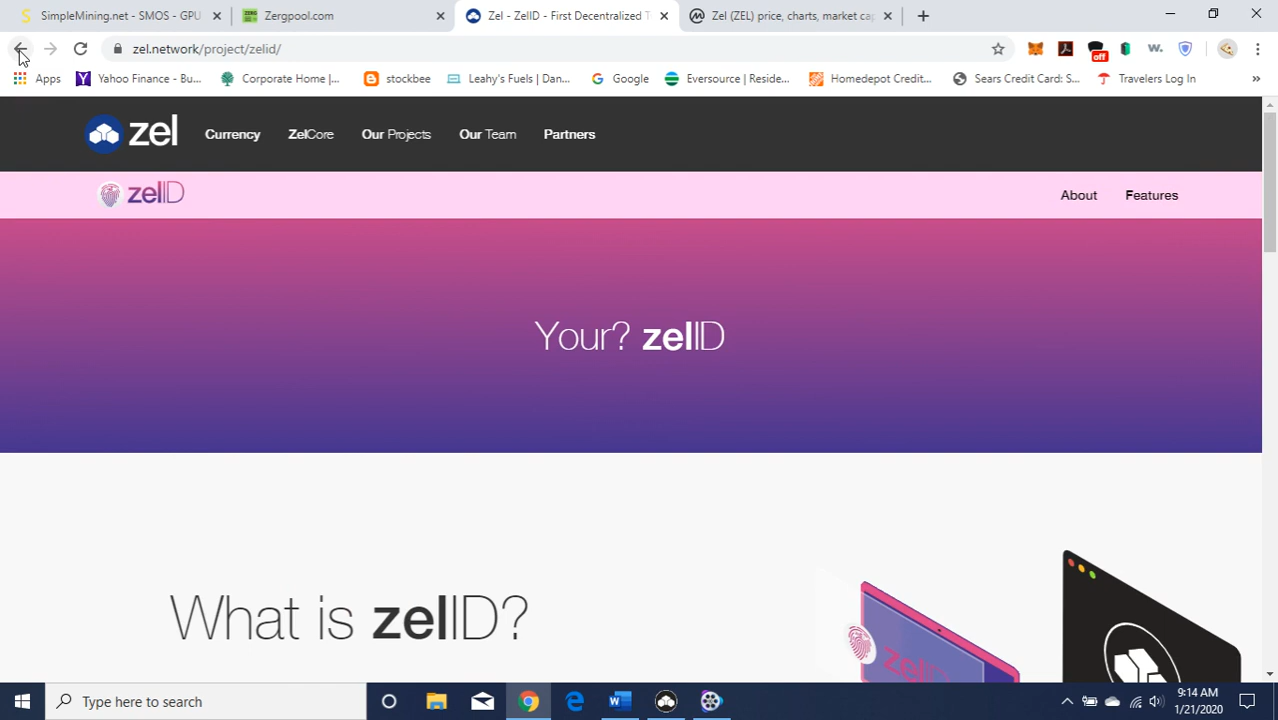 SimpleMining.net - SMOS - GPU
Zergpool.com
Zel - ZelID - First Decentralized T
Zel (ZEL) price, charts, market cap
zel.network/project/zelid/
off
w.
Apps
Yahoo Finance - Bu...
Corporate Home |...
stockbee
Leahy's Fuels | Dan...
Google
Eversource | Reside...
Homedepot Credit...
Sears Credit Card: S...
Travelers Log In
zel
Currency
ZelCore
Our Projects
Our Team
Partners
zelID
About
Features
Your? zelID
What is zelID?
zelID
Type here to search
9:14 AM
1/21/2020